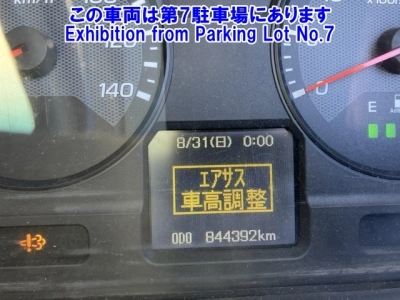 この車両は第7駐車場にあります
Exhibition from Parking Lot No.7
km/h
120
140
0
E
8/31(日) 0:00
エアサス
車高調整
ODO 844392km